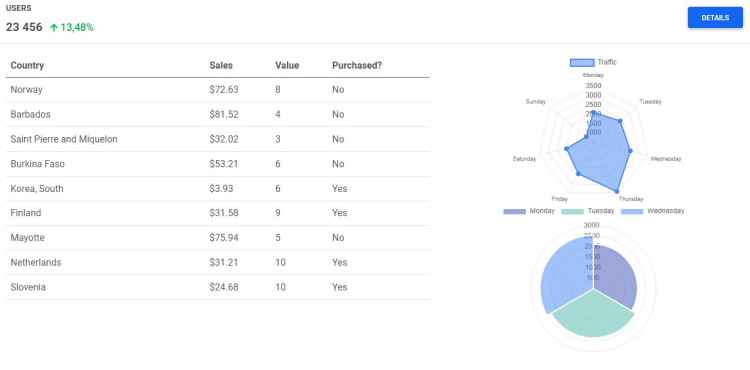 USERS
23 456 13,48%
DETAILS
Country Sales Value Purchased?
Norway $72.63 8 No
Barbados $81.52 4 No
Saint Pierre and Miquelon $32.02 3 No
Burkina Faso $53.21 6 No
Korea, South $3.93 6 Yes
Finland $31.58 9 Yes
Mayotte $75.94 5 No
Netherlands $31.21 10 Yes
Slovenia $24.68 10 Yes
Traffic
Monday
3500
3000
Sunday 2500 Tuesday
2000
1500
1000
Saturday Wednesday
Friday Thursday
Monday Tuesday Wednesday
3000
2500
2000
1500
1000
500